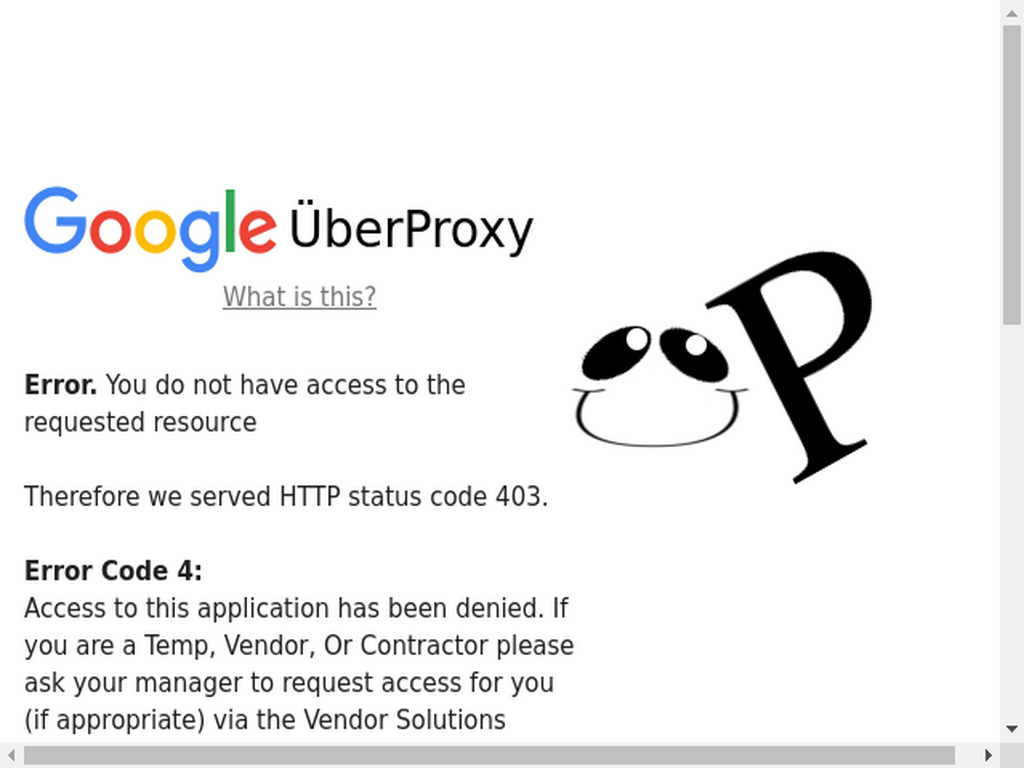 Google ÜberProxy
What is this?
Error. You do not have access to the
requested resource
Therefore we served HTTP status code 403.
Error Code 4:
Access to this application has been denied. If
you are a Temp, Vendor, Or Contractor please
ask your manager to request access for you
(if appropriate) via the Vendor Solutions
P